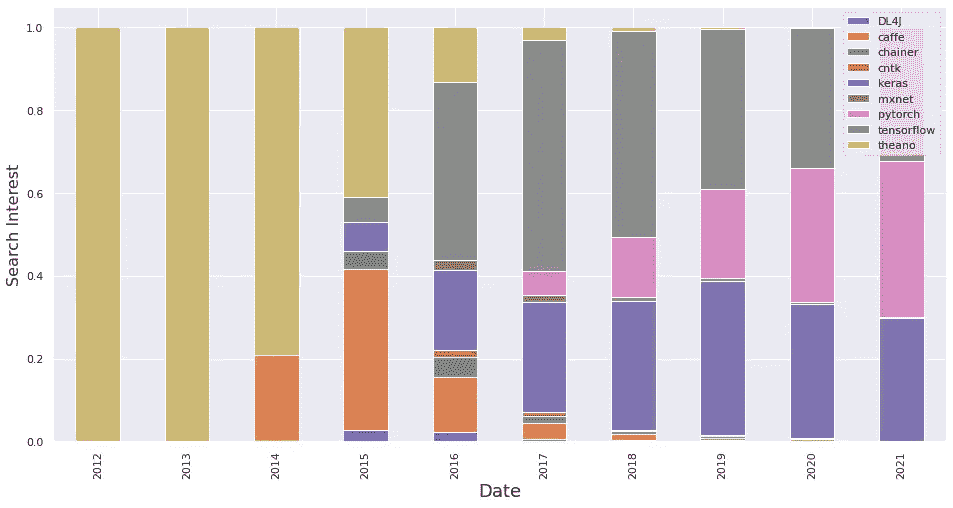 1.0
0.8
0.6
0.4
0.2
0.0
Search Interest
DL4J
caffe
chainer
cntk
keras
mxnet
pytorch
tensorflow
theano
2012
2013
2014
2015
2016
2017
2018
2019
2020
2021
Date